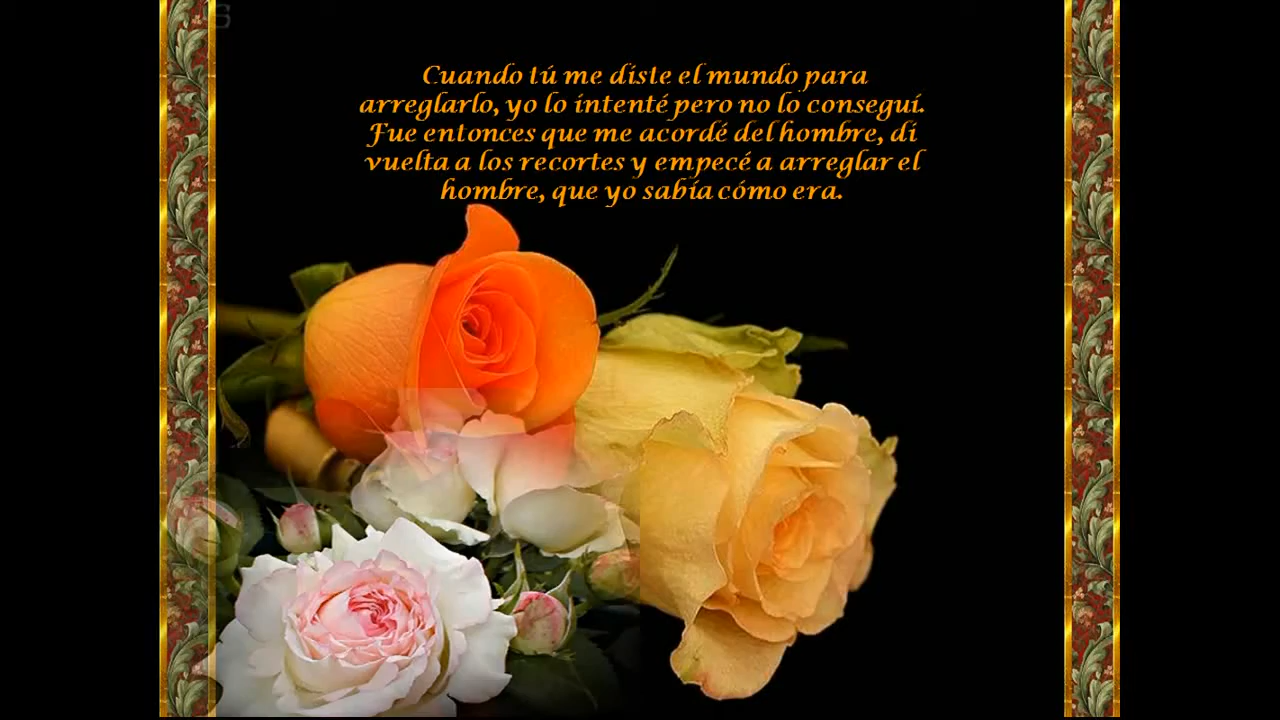 Cuando tú me diste el mundo para
arreglarlo, yo lo intenté pero no lo conseguí.
Fue entonces que me acordé del hombre, di
vuelta a los recortes y empecé a arreglar el
hombre, que yo sabía cómo era.